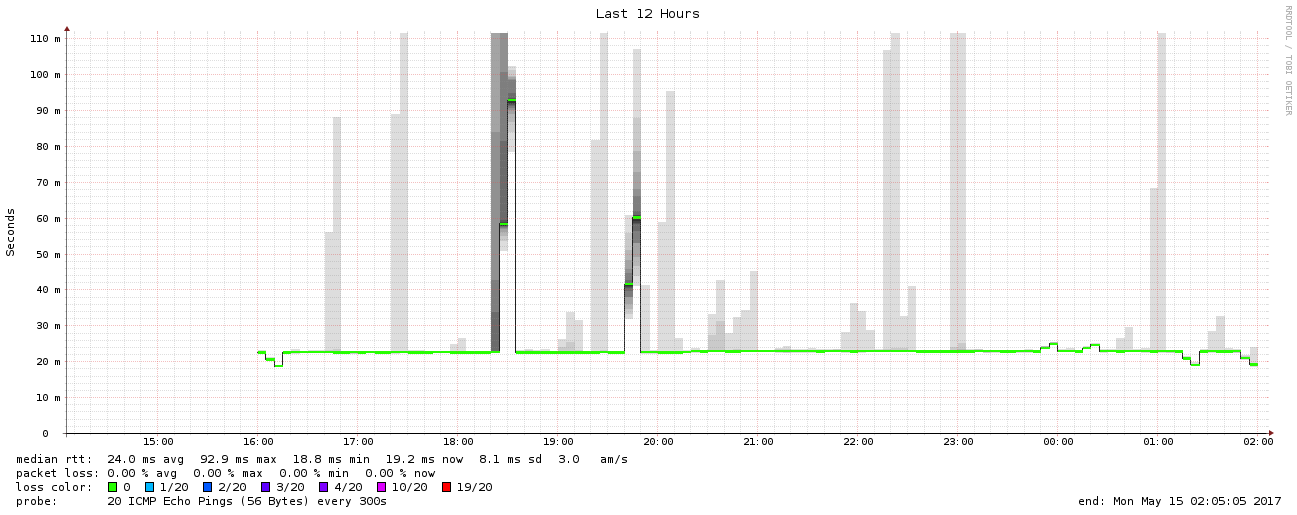 Last 12 Hours
RRDTOOL / TOBI OETIKER
Seconds
110 m
100 m
90 m
80 m
70 m
60 m
50 m
40 m
30 m
20 m
10 m
0
15:00 16:00 17:00 18:00 19:00 20:00 21:00 22:00 23:00 00:00 01:00 02:00
median rtt: 24.0 ms avg 92.9 ms max 18.8 ms min 19.2 ms now 8.1 ms sd 3.0 am/s
packet loss: 0.00 % avg 0.00 % max 0.00 % min 0.00 % now
loss color: 0 1/20 2/20 3/20 4/20 10/20 19/20
probe: 20 ICMP Echo Pings (56 Bytes) every 300s end: Mon May 15 02:05:05 2017